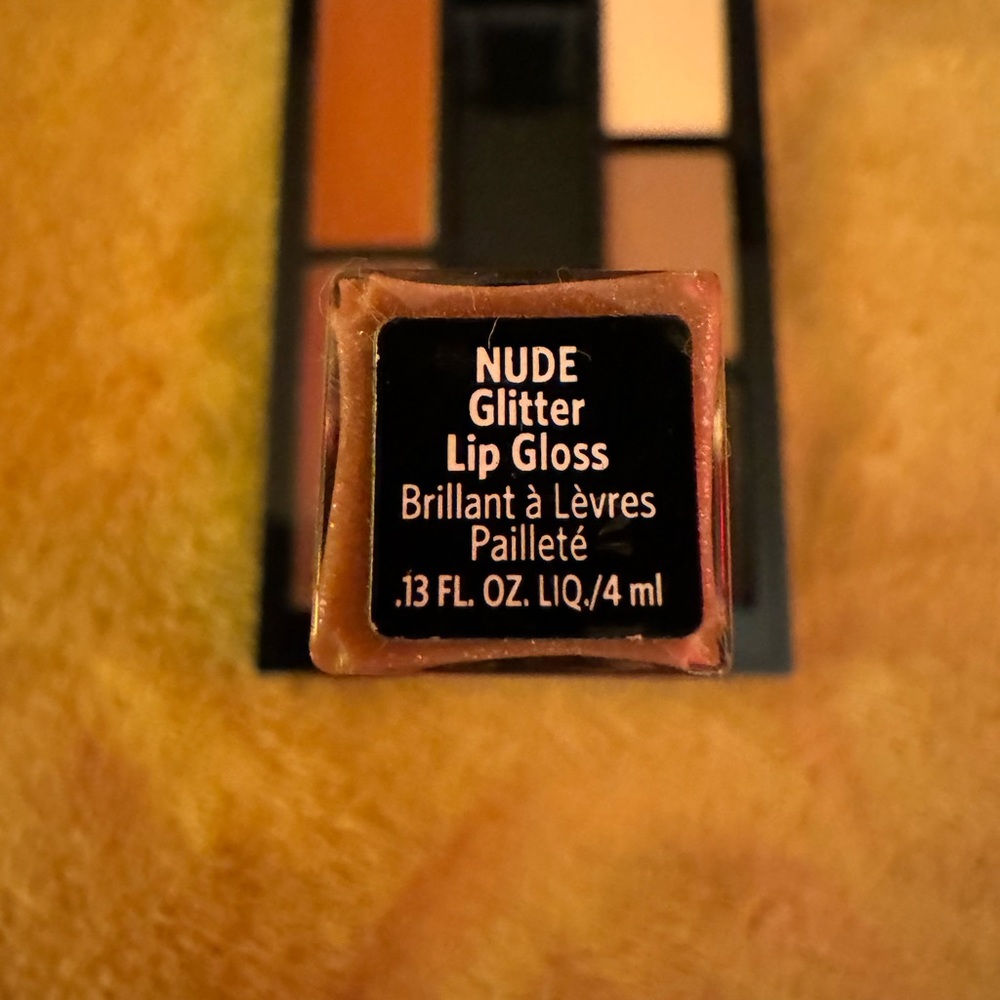 NUDE
Glitter
Lip Gloss
Brillant à Lèvres
Pailleté
.13 FL. OZ. LIQ./4 ml